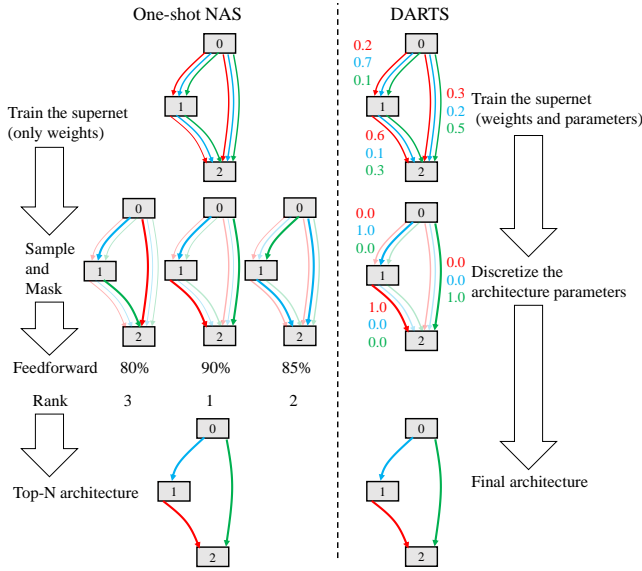 One-shot NAS
DARTS
0
1
2
Train the supernet
(only weights)
0
1
2
0.2
0.7
0.1
0.3
0.2
0.5
0.6
0.1
0.3
Train the supernet
(weights and parameters)
Sample
and
Mask
0
1
2
0
1
2
0
1
2
0
1
2
0.0
1.0
0.0
0.0
0.0
1.0
1.0
0.0
0.0
Discretize the
architecture parameters
Feedforward 80% 90% 85%
Rank 3 1 2
Top-N architecture
0
1
2
0
1
2
Final architecture